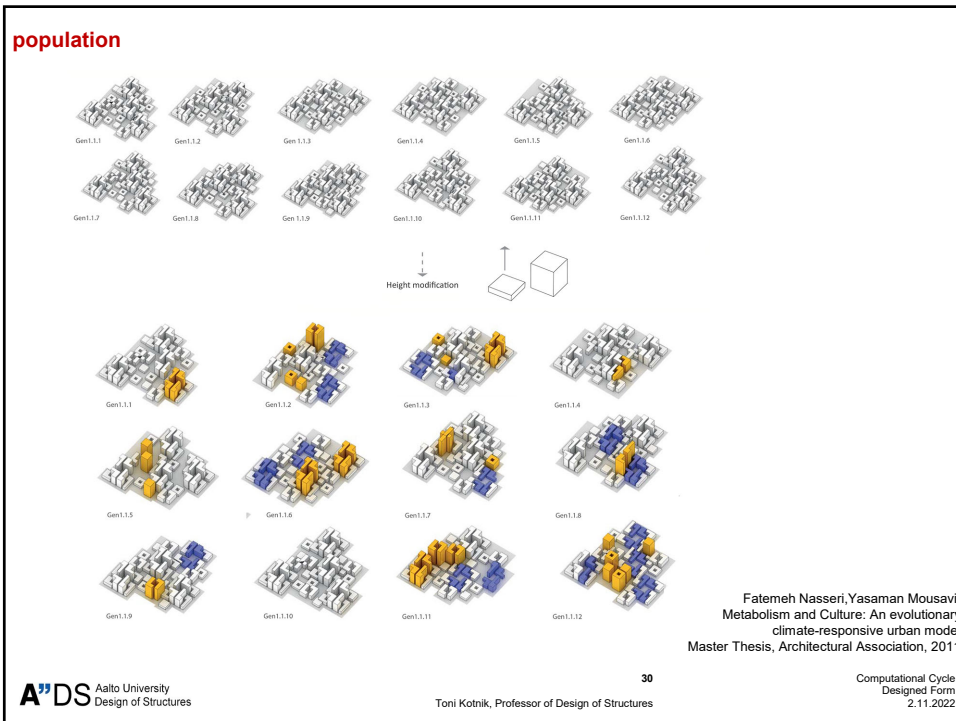 population
Gen1.1.1
Gen1.1.2
Gen1.1.3
Gen1.1.4
Gen1.1.5
Gen1.1.6
Gen1.1.7
Gen1.1.8
Gen 1.1.9
Gen1.1.10
Gen1.1.11
Gen1.1.12
Height modification
Gen1.1.1
Gen1.1.2
Gen1.1.3
Gen1.1.4
Gen1.1.5
Gen1.1.6
Gen1.1.7
Gen1.1.8
Gen1.1.9
Gen1.1.10
Gen1.1.11
Gen1.1.12
Fatemeh Nasseri,Yasaman Mousavi
Metabolism and Culture: An evolutionary
climate-responsive urban mode
Master Thesis, Architectural Association, 2011
A"DS Aalto University
Design of Structures
30
Toni Kotnik, Professor of Design of Structures
Computational Cycle
Designed Form
2.11.2022